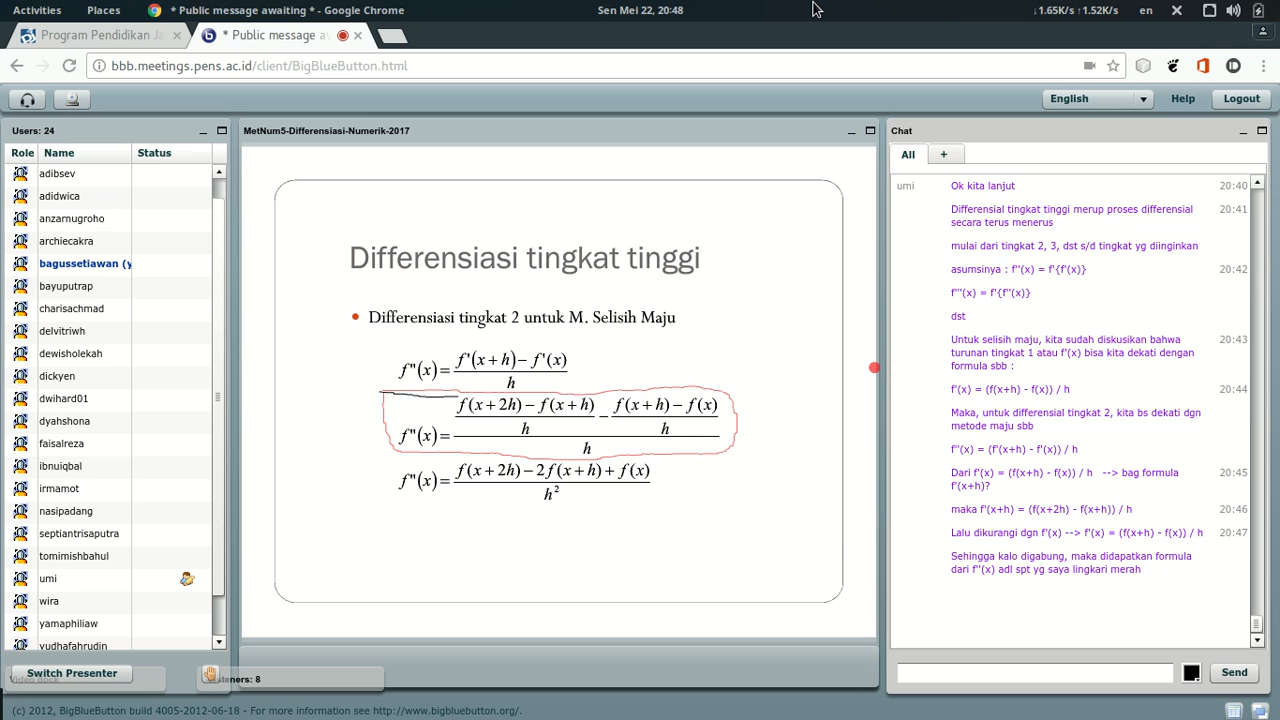 Activities Places * Public message awaiting * - Google Chrome Sen Mei 22, 20:48 ↓1.65K/s ↑1.52K/s en
Program Pendidikan Ja * Public message aw
bbb.meetings.pens.ac.id/client/BigBlueButton.html
English Help Logout
Users: 24
Role Name Status
adibsev
adidwica
anzarnugroho
archiecakra
bagussetiawan (y
bayuputrap
charisachmad
delvitriwh
dewisholekah
dickyen
dwihard01
dyahshona
faisalreza
ibnuiqbal
irmamot
nasipadang
septiantrisaputra
tomimishbahul
umi
wira
yamaphiliaw
yudhafahrudin
Switch Presenter
Video dock
steners: 8
MetNum5-Differensiasi-Numerik-2017
Differensiasi tingkat tinggi
• Differensiasi tingkat 2 untuk M. Selisih Maju
f"(x) = (f'(x+h) − f'(x)) / h
f"(x) = ((f(x+2h) − f(x+h)) / h − (f(x+h) − f(x)) / h) / h
f"(x) = (f(x+2h) − 2f(x+h) + f(x)) / h²
Chat
All +
umi Ok kita lanjut 20:40
Differensial tingkat tinggi merup proses differensial 20:41
secara terus menerus
mulai dari tingkat 2, 3, dst s/d tingkat yg diinginkan
asumsinya : f''(x) = f'{f'(x)} 20:42
f'''(x) = f'{f''(x)}
dst
Untuk selisih maju, kita sudah diskusikan bahwa 20:43
turunan tingkat 1 atau f'(x) bisa kita dekati dengan
formula sbb :
f'(x) = (f(x+h) - f(x)) / h 20:44
Maka, untuk differensial tingkat 2, kita bs dekati dgn
metode maju sbb
f''(x) = (f'(x+h) - f'(x)) / h
Dari f'(x) = (f(x+h) - f(x)) / h --> bag formula 20:45
f'(x+h)?
maka f'(x+h) = (f(x+2h) - f(x+h)) / h 20:46
Lalu dikurangi dgn f'(x) --> f'(x) = (f(x+h) - f(x)) / h 20:47
Sehingga kalo digabung, maka didapatkan formula
dari f''(x) adl spt yg saya lingkari merah
Send
(c) 2012, BigBlueButton build 4005-2012-06-18 - For more information see http://www.bigbluebutton.org/.